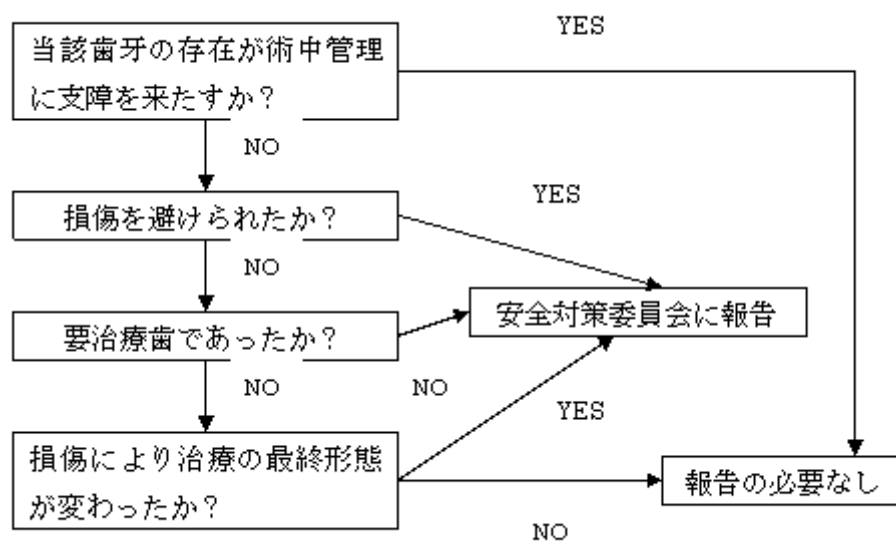 YES
当該歯牙の存在が術中管理
に支障を来たすか？
NO
YES
損傷を避けられたか？
NO
安全対策委員会に報告
要治療歯であったか？
NO
NO
YES
損傷により治療の最終形態
が変わったか？
報告の必要なし
NO